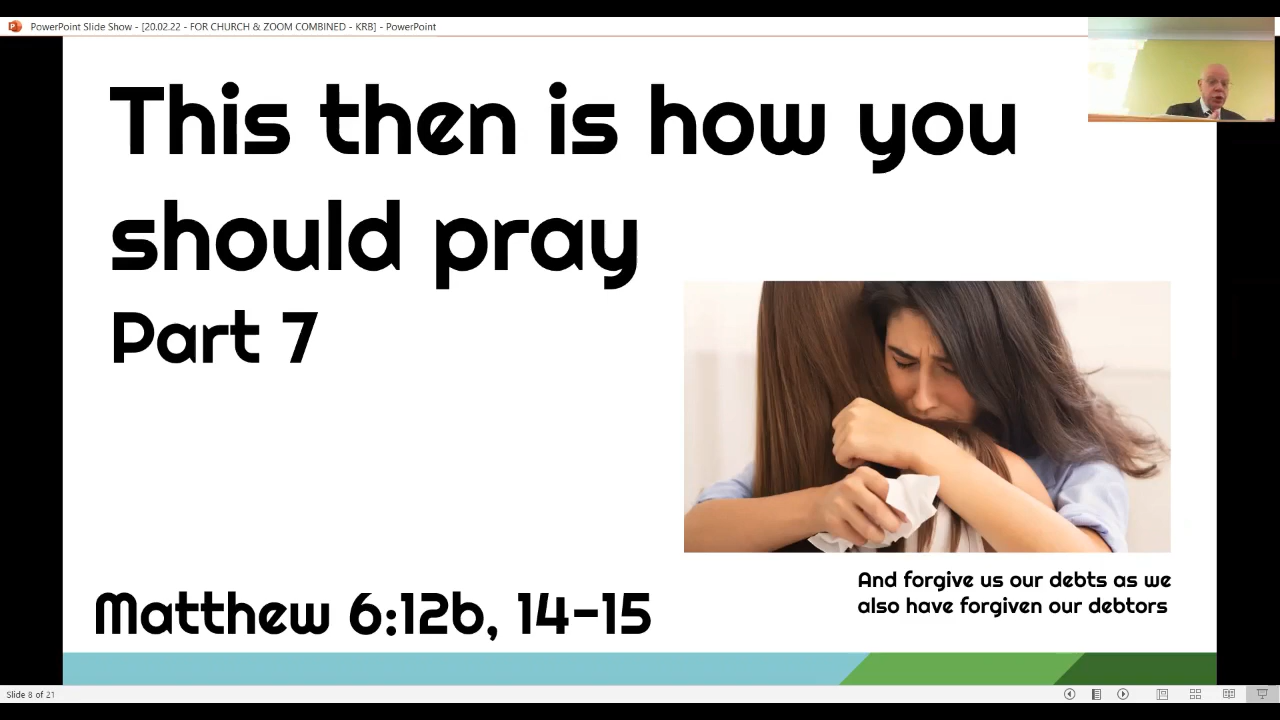 PowerPoint Slide Show - [20.02.22 - FOR CHURCH & ZOOM COMBINED - KRB] - PowerPoint
This then is how you
should pray
Part 7
And forgive us our debts as we
also have forgiven our debtors
Matthew 6:12b, 14-15
Slide 8 of 21